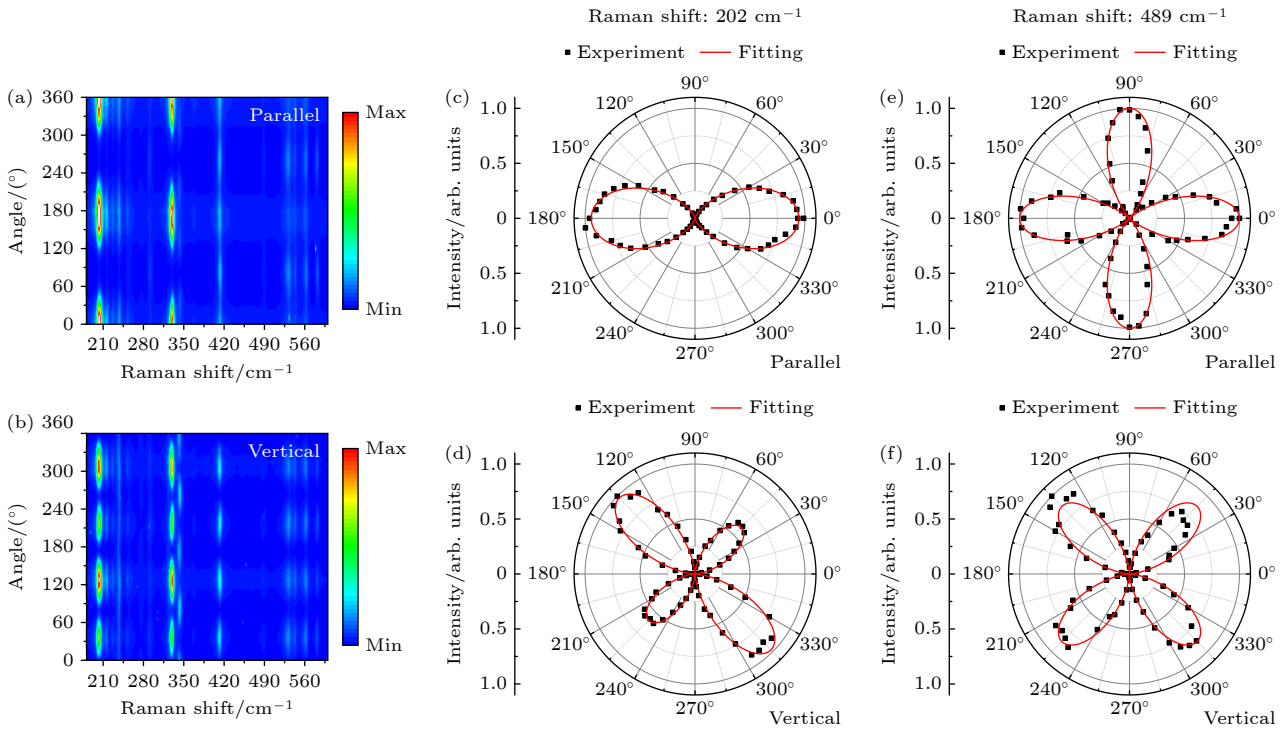 Raman shift: 202 cm⁻¹
Raman shift: 489 cm⁻¹
(a)
Parallel
Max
Min
Angle/(°)
360
300
240
180
120
60
0
210 280 350 420 490 560
Raman shift/cm⁻¹
(c)
Experiment
Fitting
Intensity/arb. units
1.0
0.5
0
0.5
1.0
90°
60°
30°
0°
330°
300°
270°
240°
210°
180°
150°
120°
Parallel
(e)
Experiment
Fitting
Intensity/arb. units
1.0
0.5
0
0.5
1.0
90°
60°
30°
0°
330°
300°
270°
240°
210°
180°
150°
120°
Parallel
(b)
Vertical
Max
Min
Angle/(°)
360
300
240
180
120
60
0
210 280 350 420 490 560
Raman shift/cm⁻¹
(d)
Experiment
Fitting
Intensity/arb. units
1.0
0.5
0
0.5
1.0
90°
60°
30°
0°
330°
300°
270°
240°
210°
180°
150°
120°
Vertical
(f)
Experiment
Fitting
Intensity/arb. units
1.0
0.5
0
0.5
1.0
90°
60°
30°
0°
330°
300°
270°
240°
210°
180°
150°
120°
Vertical